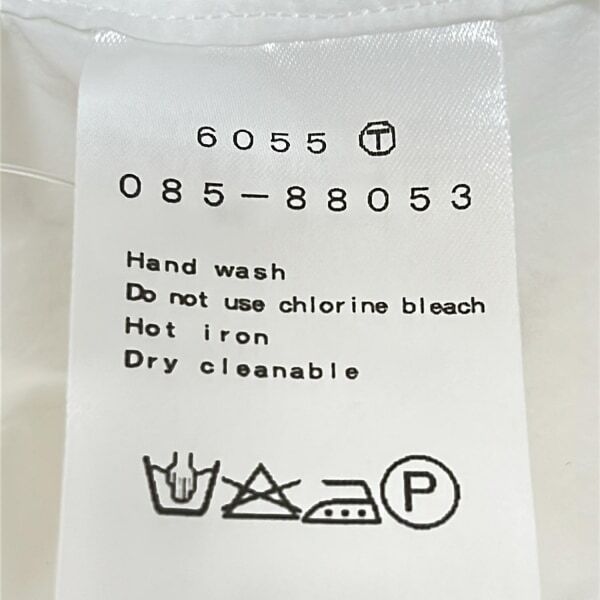 6055 Ⓣ
085-88053
Hand wash
Do not use chlorine bleach
Hot iron
Dry cleanable
P